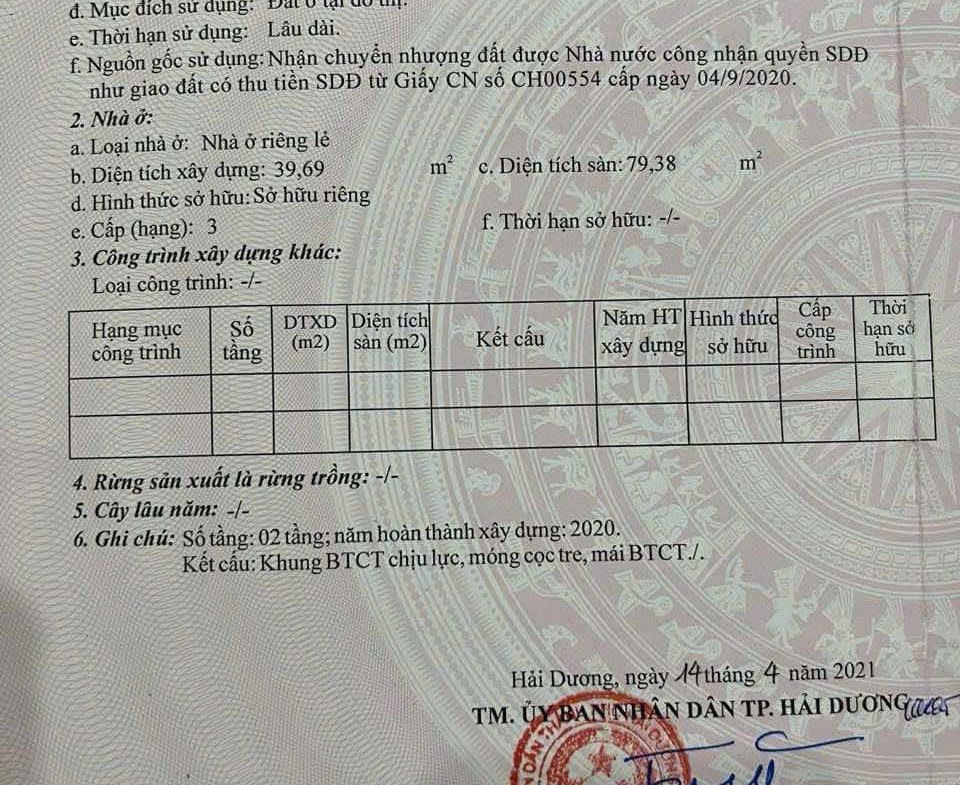 đ. Mục đích sử dụng: Đất ở tại đô thị.
e. Thời hạn sử dụng: Lâu dài.
f. Nguồn gốc sử dụng: Nhận chuyển nhượng đất được Nhà nước công nhận quyền SDĐ
như giao đất có thu tiền SDĐ từ Giấy CN số CH00554 cấp ngày 04/9/2020.
2. Nhà ở:
a. Loại nhà ở: Nhà ở riêng lẻ
b. Diện tích xây dựng: 39,69 m² c. Diện tích sàn: 79,38 m²
d. Hình thức sở hữu: Sở hữu riêng
e. Cấp (hạng): 3 f. Thời hạn sở hữu: -/-
3. Công trình xây dựng khác:
Loại công trình: -/-
Hạng mục công trình | Số tầng | DTXD (m2) | Diện tích sàn (m2) | Kết cấu | Năm HT xây dựng | Hình thức sở hữu | Cấp công trình | Thời hạn sở hữu
4. Rừng sản xuất là rừng trồng: -/-
5. Cây lâu năm: -/-
6. Ghi chú: Số tầng: 02 tầng; năm hoàn thành xây dựng: 2020.
Kết cấu: Khung BTCT chịu lực, móng cọc tre, mái BTCT./.
Hải Dương, ngày 14 tháng 4 năm 2021
TM. ỦY BAN NHÂN DÂN TP. HẢI DƯƠNG